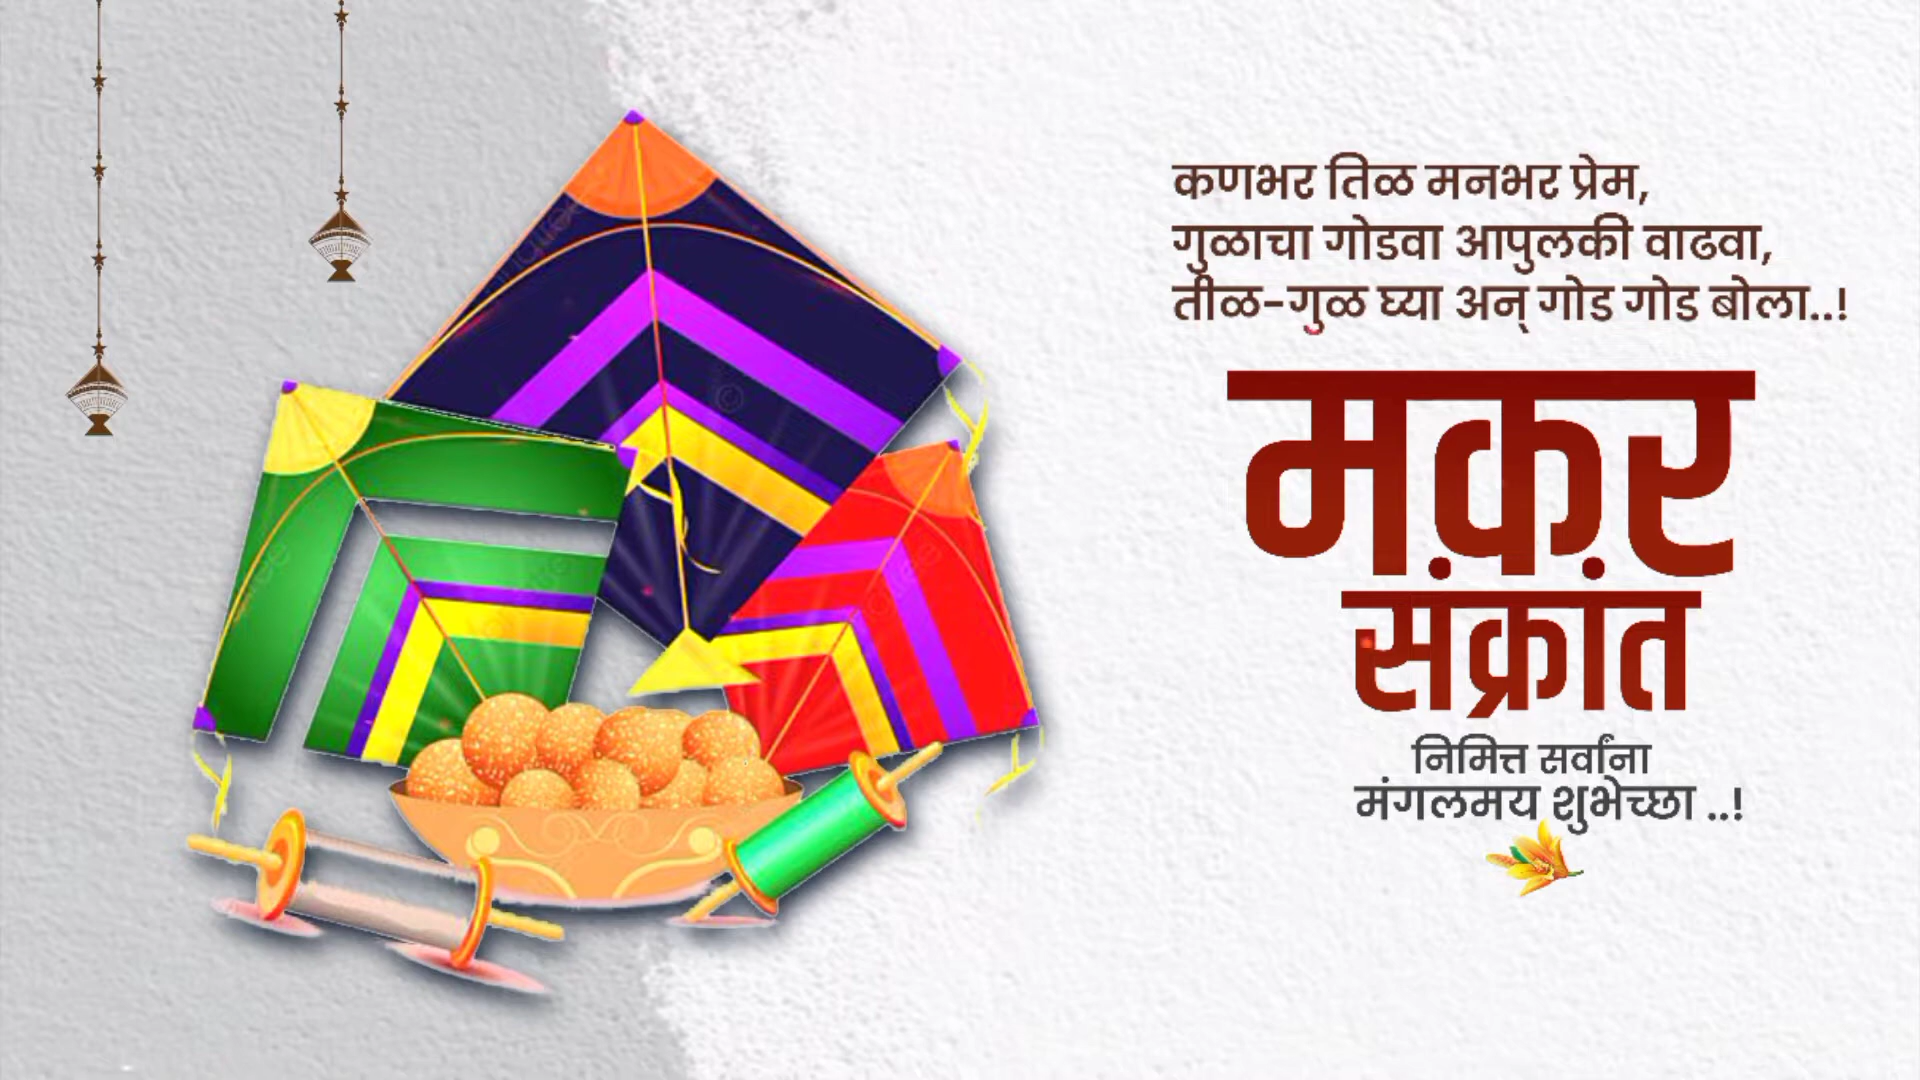 कणभर तिळ मनभर प्रेम,
गुळाचा गोडवा आपुलकी वाढवा,
तीळ-गुळ घ्या अन् गोड गोड बोला..!
मकर
संक्रांत
निमित्त सर्वांना
मंगलमय शुभेच्छा ..!